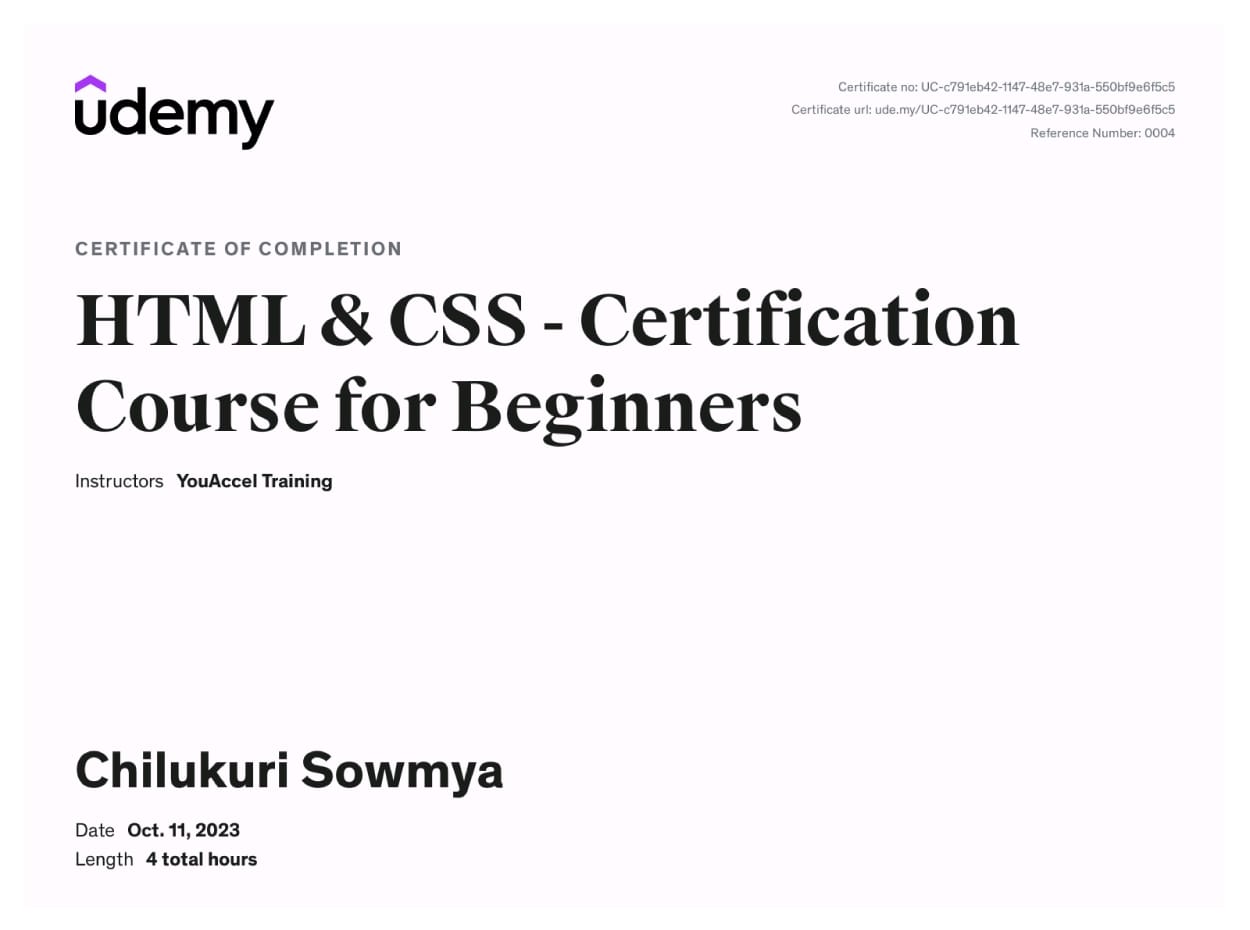 udemy
Certificate no: UC-c791eb42-1147-48e7-931a-550bf9e6f5c5
Certificate url: ude.my/UC-c791eb42-1147-48e7-931a-550bf9e6f5c5
Reference Number: 0004
CERTIFICATE OF COMPLETION
HTML & CSS - Certification
Course for Beginners
Instructors YouAccel Training
Chilukuri Sowmya
Date Oct. 11, 2023
Length 4 total hours